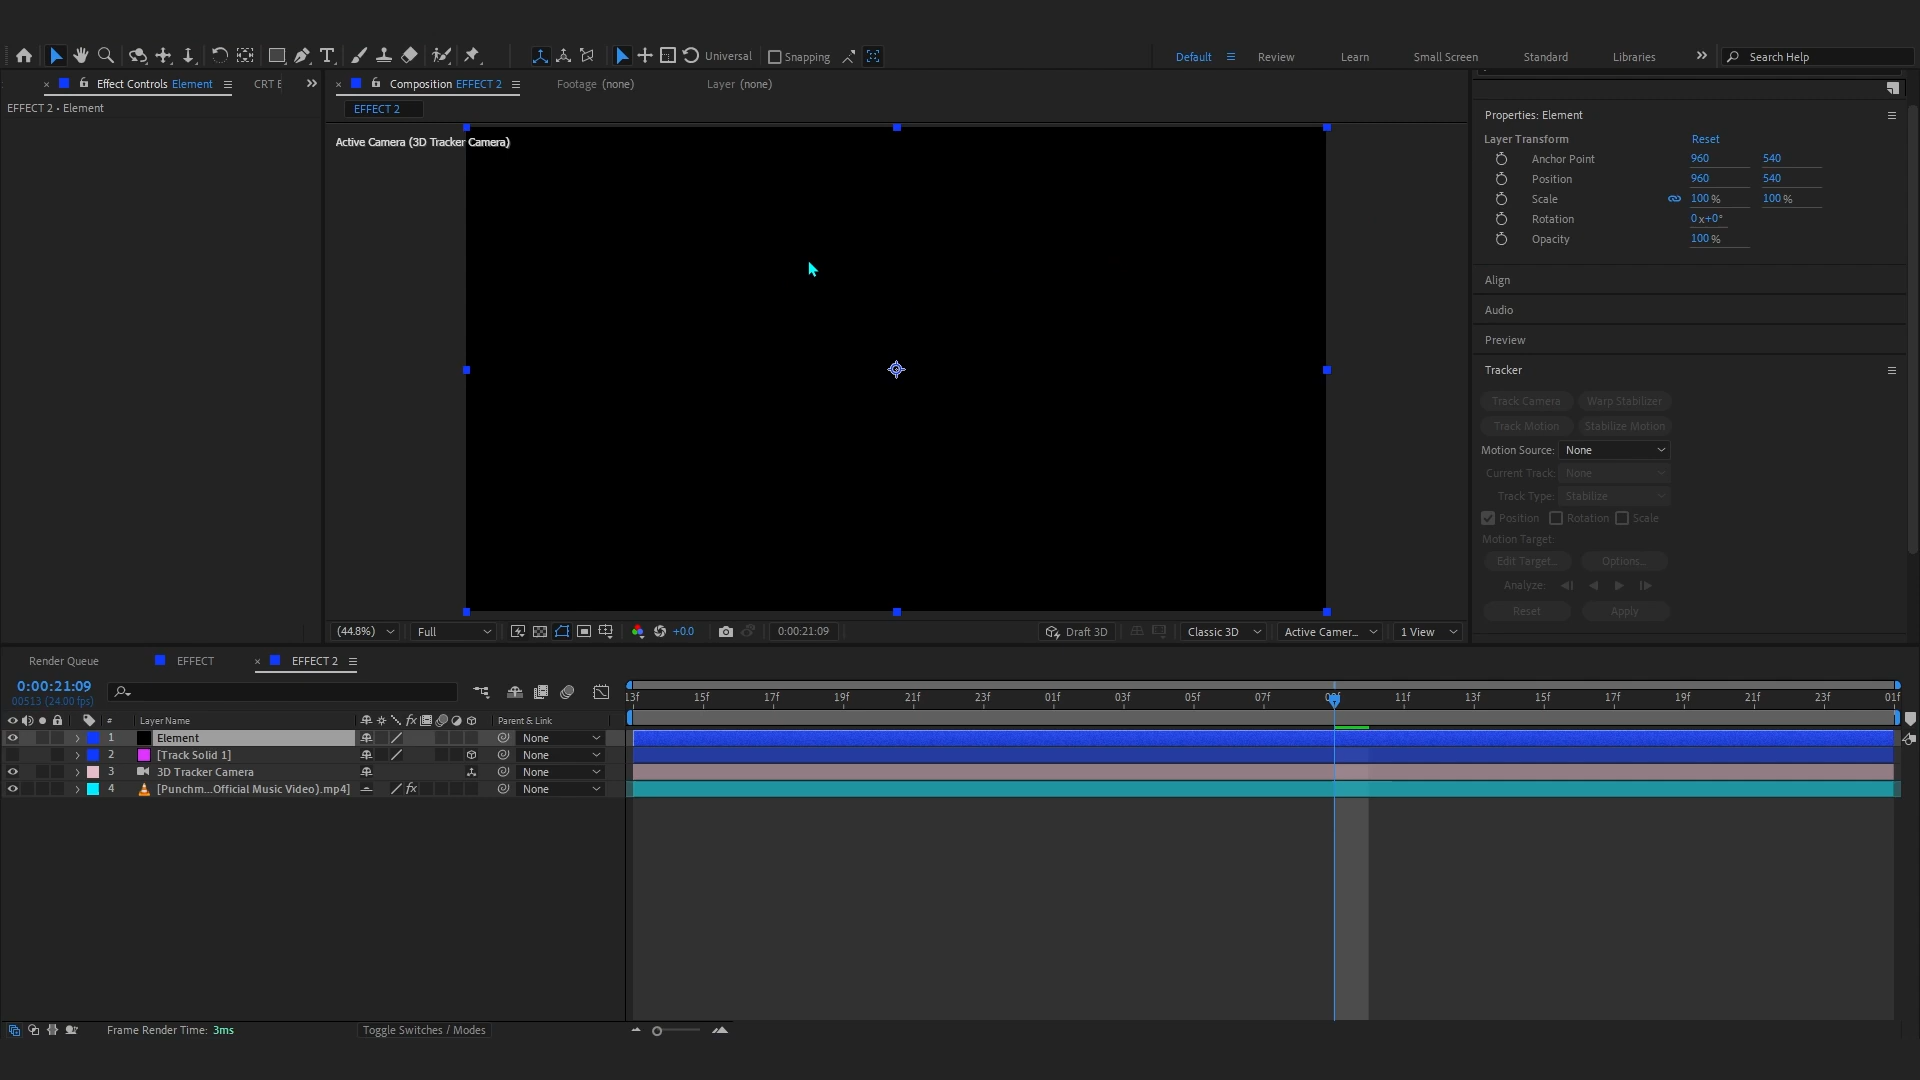 Universal
Snapping
Default
Review
Learn
Small Screen
Standard
Libraries
Search Help
Effect Controls Element
CRT E
Composition EFFECT 2
Footage (none)
Layer (none)
EFFECT 2 • Element
EFFECT 2
Active Camera (3D Tracker Camera)
Properties: Element
Layer Transform
Reset
Anchor Point 960 540
Position 960 540
Scale 100 % 100 %
Rotation 0x+0°
Opacity 100 %
Align
Audio
Preview
Tracker
Track Camera
Warp Stabilizer
Track Motion
Stabilize Motion
Motion Source: None
Current Track: None
Track Type: Stabilize
Position Rotation Scale
Motion Target:
Edit Target...
Options...
Analyze:
Reset
Apply
(44.8%)
Full
+0.0
0:00:21:09
Draft 3D
Classic 3D
Active Camer...
1 View
Render Queue
EFFECT
EFFECT 2
0:00:21:09
00513 (24.00 fps)
13f 15f 17f 19f 21f 23f 01f 03f 05f 07f 09f 11f 13f 15f 17f 19f 21f 23f 01f
# Layer Name
Parent & Link
1 Element None
2 [Track Solid 1] None
3 3D Tracker Camera None
4 [Punchm...Official Music Video).mp4] None
Frame Render Time: 3ms
Toggle Switches / Modes